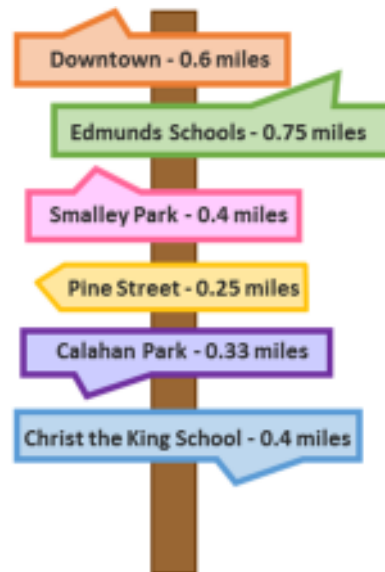 Downtown - 0.6 miles
Edmunds Schools - 0.75 miles
Smalley Park - 0.4 miles
Pine Street - 0.25 miles
Calahan Park - 0.33 miles
Christ the King School - 0.4 miles